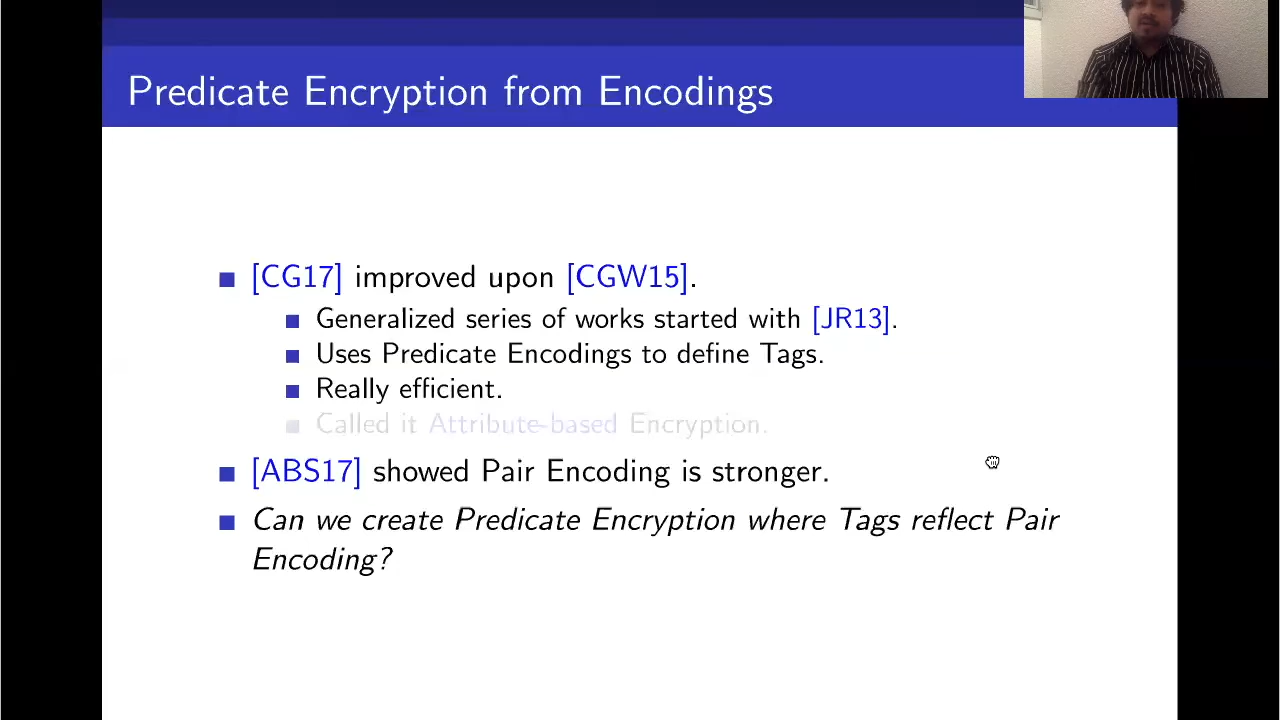 Predicate Encryption from Encodings
[CG17] improved upon [CGW15].
Generalized series of works started with [JR13].
Uses Predicate Encodings to define Tags.
Really efficient.
Called it Attribute-based Encryption.
[ABS17] showed Pair Encoding is stronger.
Can we create Predicate Encryption where Tags reflect Pair
Encoding?